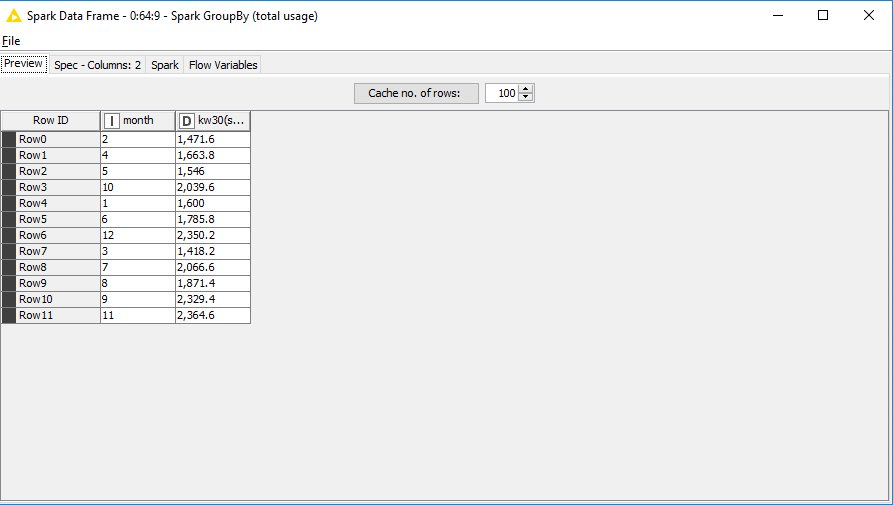 Spark Data Frame - 0:64:9 - Spark GroupBy (total usage)
File
Preview Spec - Columns: 2 Spark Flow Variables
Cache no. of rows: 100
Row ID I month D kw30(s...
Row0 2 1,471.6
Row1 4 1,663.8
Row2 5 1,546
Row3 10 2,039.6
Row4 1 1,600
Row5 6 1,785.8
Row6 12 2,350.2
Row7 3 1,418.2
Row8 7 2,066.6
Row9 8 1,871.4
Row10 9 2,329.4
Row11 11 2,364.6